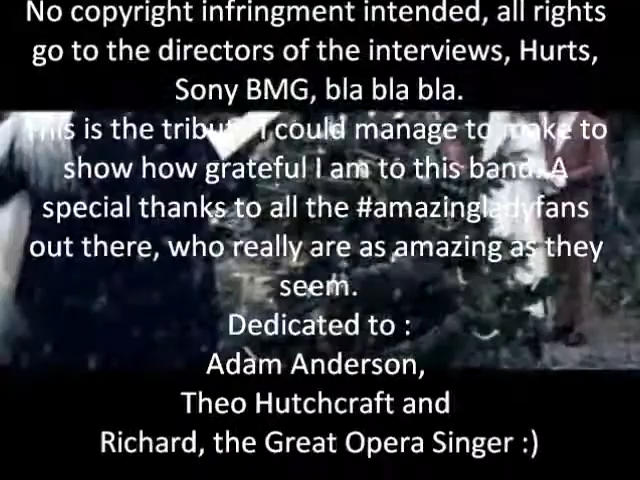 No copyright infringment intended, all rights
go to the directors of the interviews, Hurts,
Sony BMG, bla bla bla.
This is the tribute I could manage to make to
show how grateful I am to this band. A
special thanks to all the #amazingladyfans
out there, who really are as amazing as they
seem.
Dedicated to :
Adam Anderson,
Theo Hutchcraft and
Richard, the Great Opera Singer :)